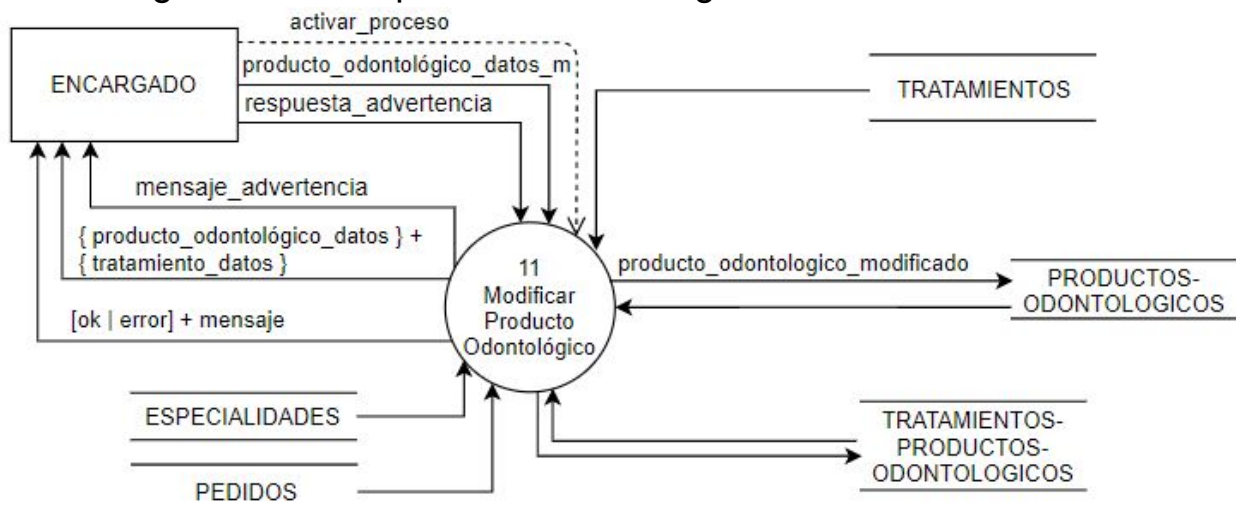 activar_proceso
ENCARGADO
producto_odontológico_datos_m
respuesta_advertencia
TRATAMIENTOS
mensaje_advertencia
{ producto_odontológico_datos } +
{ tratamiento_datos }
[ok | error] + mensaje
11
Modificar
Producto
Odontológico
producto_odontologico_modificado
PRODUCTOS-
ODONTOLOGICOS
ESPECIALIDADES
PEDIDOS
TRATAMIENTOS-
PRODUCTOS-
ODONTOLOGICOS